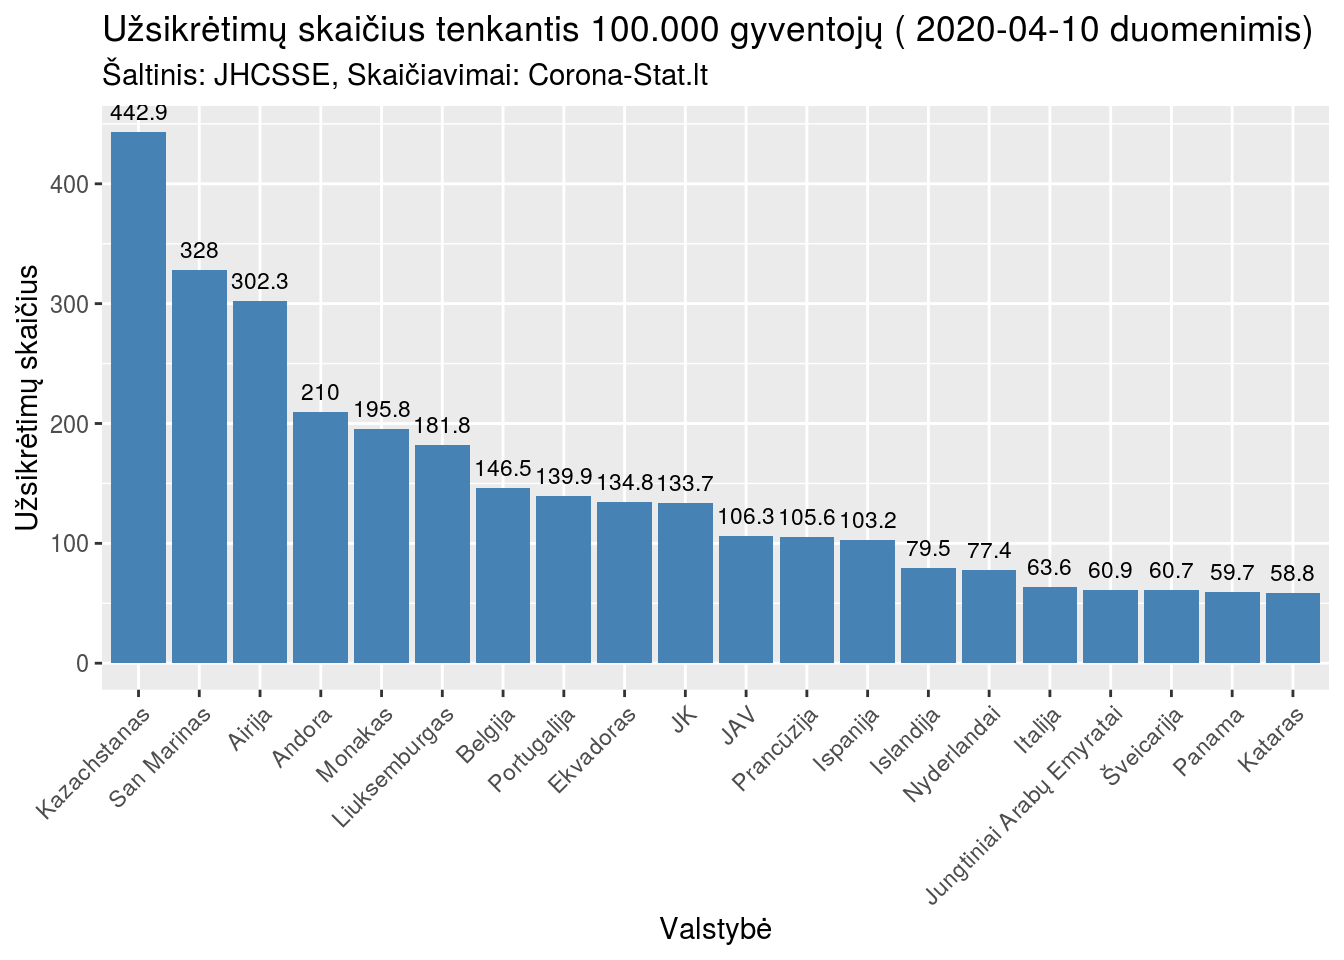 Užsikrėtimų skaičius tenkantis 100.000 gyventojų ( 2020-04-10 duomenimis)
Šaltinis: JHCSSE, Skaičiavimai: Corona-Stat.lt
Užsikrėtimų skaičius
400
300
200
100
0
442.9
328
302.3
210
195.8
181.8
146.5
139.9
134.8
133.7
106.3
105.6
103.2
79.5
77.4
63.6
60.9
60.7
59.7
58.8
Kazachstanas
San Marinas
Airija
Andora
Monakas
Liuksemburgas
Belgija
Portugalija
Ekvadoras
JK
JAV
Prancūzija
Ispanija
Islandija
Nyderlandai
Italija
Jungtiniai Arabų Emyratai
Šveicarija
Panama
Kataras
Valstybė